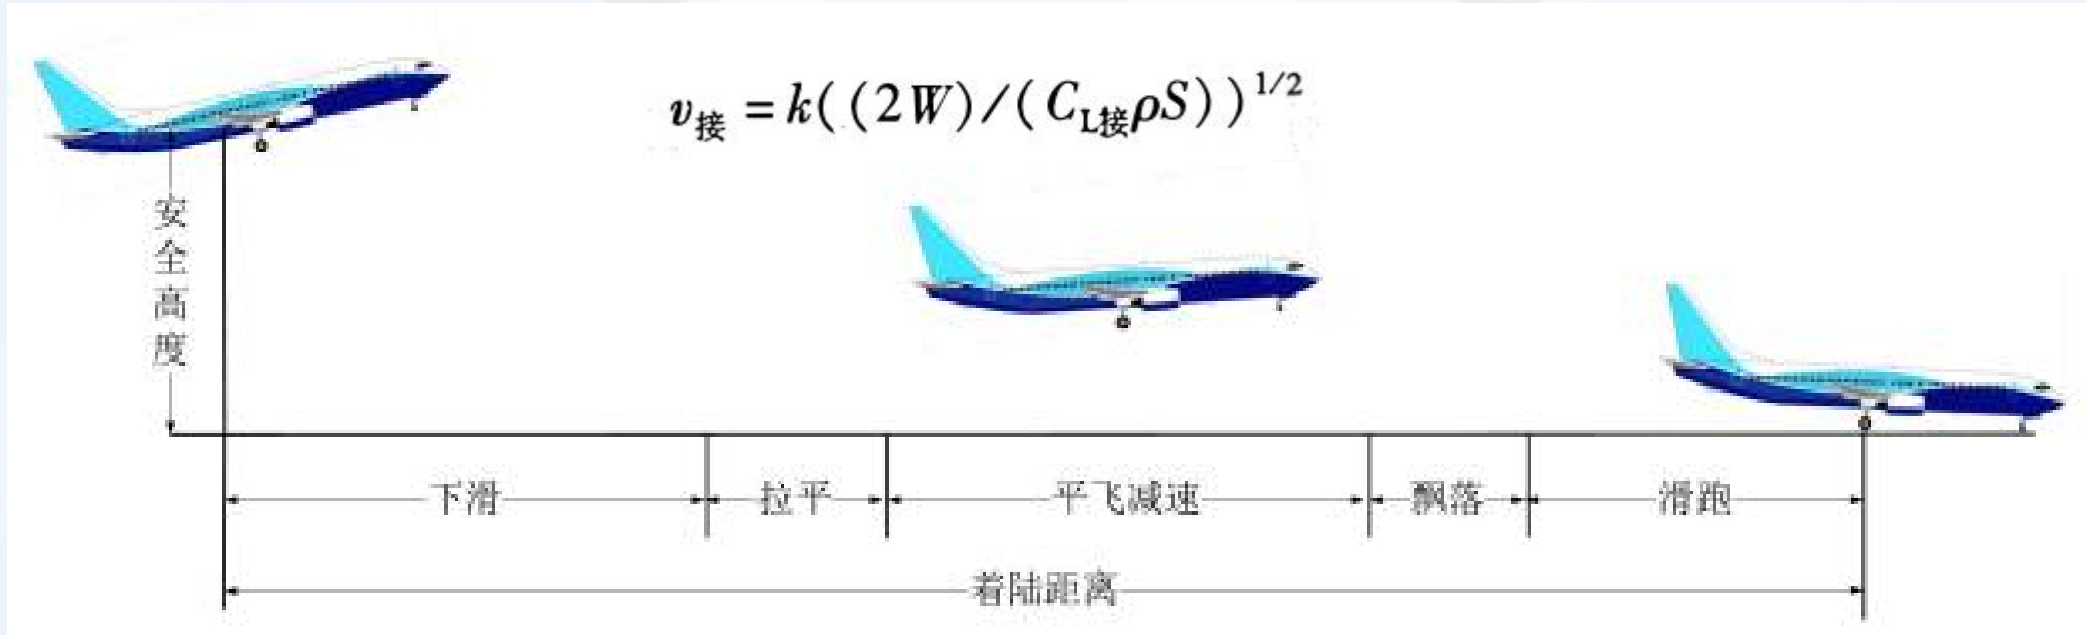 v接 = k((2W)/(CL接ρS))^1/2
安全高度
下滑 拉平 平飞减速 飘落 滑跑
着陆距离